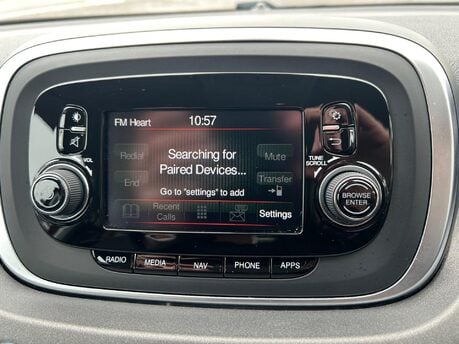 FM Heart 10:57
Redial Searching for Mute
Paired Devices...
End Transfer
Go to "settings" to add
Recent
Calls Settings
VOL
TUNE
SCROLL
BROWSE
ENTER
RADIO MEDIA NAV PHONE APPS